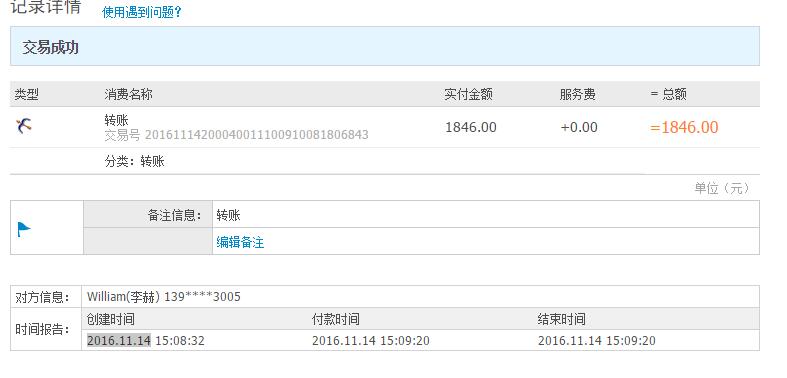 记录详情 使用遇到问题?
交易成功
类型 消费名称 实付金额 服务费 = 总额
转账 1846.00 +0.00 =1846.00
交易号 20161114200040011100910081806843
分类：转账
单位（元）
备注信息： 转账
编辑备注
对方信息： William(李赫) 139****3005
时间报告： 创建时间 付款时间 结束时间
2016.11.14 15:08:32 2016.11.14 15:09:20 2016.11.14 15:09:20